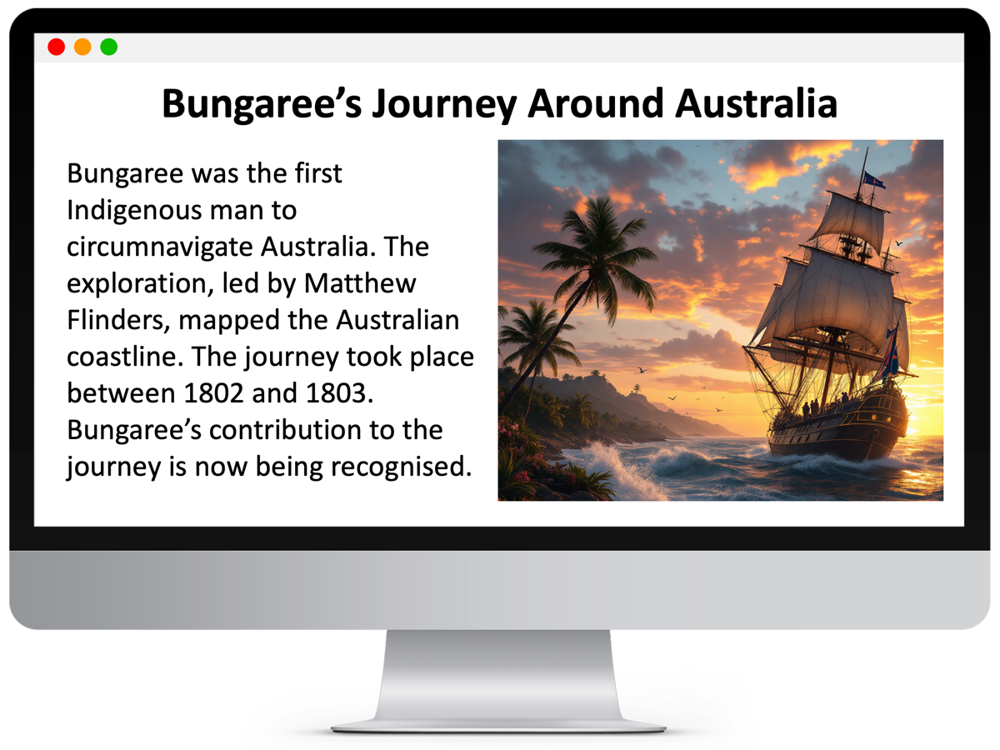 Bungaree’s Journey Around Australia
Bungaree was the first
Indigenous man to
circumnavigate Australia. The
exploration, led by Matthew
Flinders, mapped the Australian
coastline. The journey took place
between 1802 and 1803.
Bungaree’s contribution to the
journey is now being recognised.